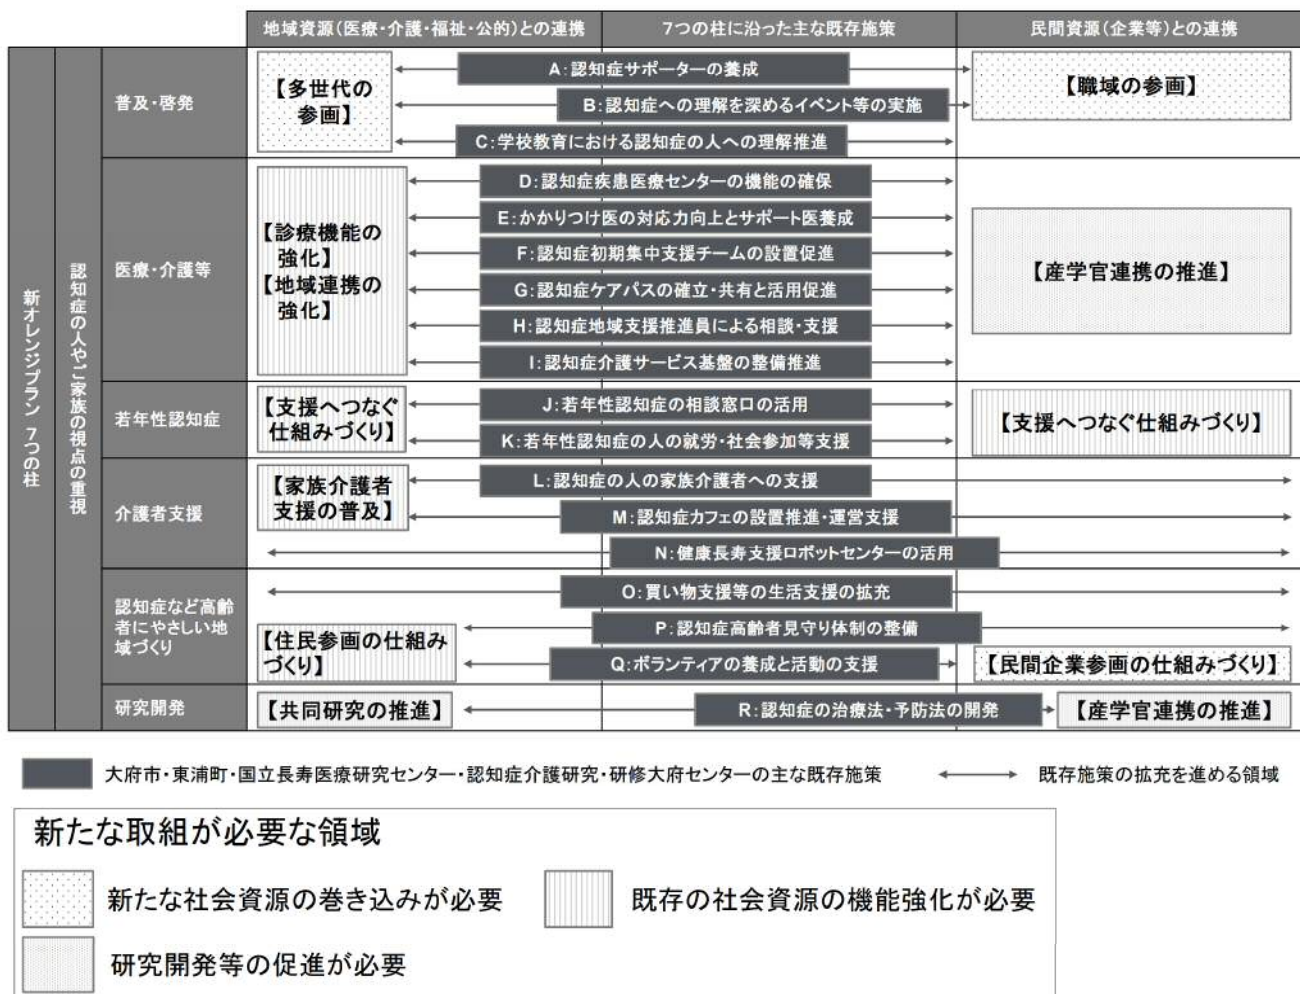 地域資源(医療・介護・福祉・公的)との連携
7つの柱に沿った主な既存施策
民間資源(企業等)との連携
新オレンジプラン 7つの柱
認知症の人やご家族の視点の重視
普及・啓発
【多世代の
参画】
A:認知症サポーターの養成
B:認知症への理解を深めるイベント等の実施
C:学校教育における認知症の人への理解推進
【職域の参画】
医療・介護等
【診療機能の
強化】
【地域連携の
強化】
D:認知症疾患医療センターの機能の確保
E:かかりつけ医の対応力向上とサポート医養成
F:認知症初期集中支援チームの設置促進
G:認知症ケアパスの確立・共有と活用促進
H:認知症地域支援推進員による相談・支援
I:認知症介護サービス基盤の整備推進
【産学官連携の推進】
若年性認知症
【支援へつなぐ
仕組みづくり】
J:若年性認知症の相談窓口の活用
K:若年性認知症の人の就労・社会参加等支援
【支援へつなぐ仕組みづくり】
介護者支援
【家族介護者
支援の普及】
L:認知症の人の家族介護者への支援
M:認知症カフェの設置推進・運営支援
N:健康長寿支援ロボットセンターの活用
認知症など高齢
者にやさしい地
域づくり
【住民参画の仕組み
づくり】
O:買い物支援等の生活支援の拡充
P:認知症高齢者見守り体制の整備
Q:ボランティアの養成と活動の支援
【民間企業参画の仕組みづくり】
研究開発
【共同研究の推進】
R:認知症の治療法・予防法の開発
【産学官連携の推進】
大府市・東浦町・国立長寿医療研究センター・認知症介護研究・研修大府センターの主な既存施策
既存施策の拡充を進める領域
新たな取組が必要な領域
新たな社会資源の巻き込みが必要
既存の社会資源の機能強化が必要
研究開発等の促進が必要